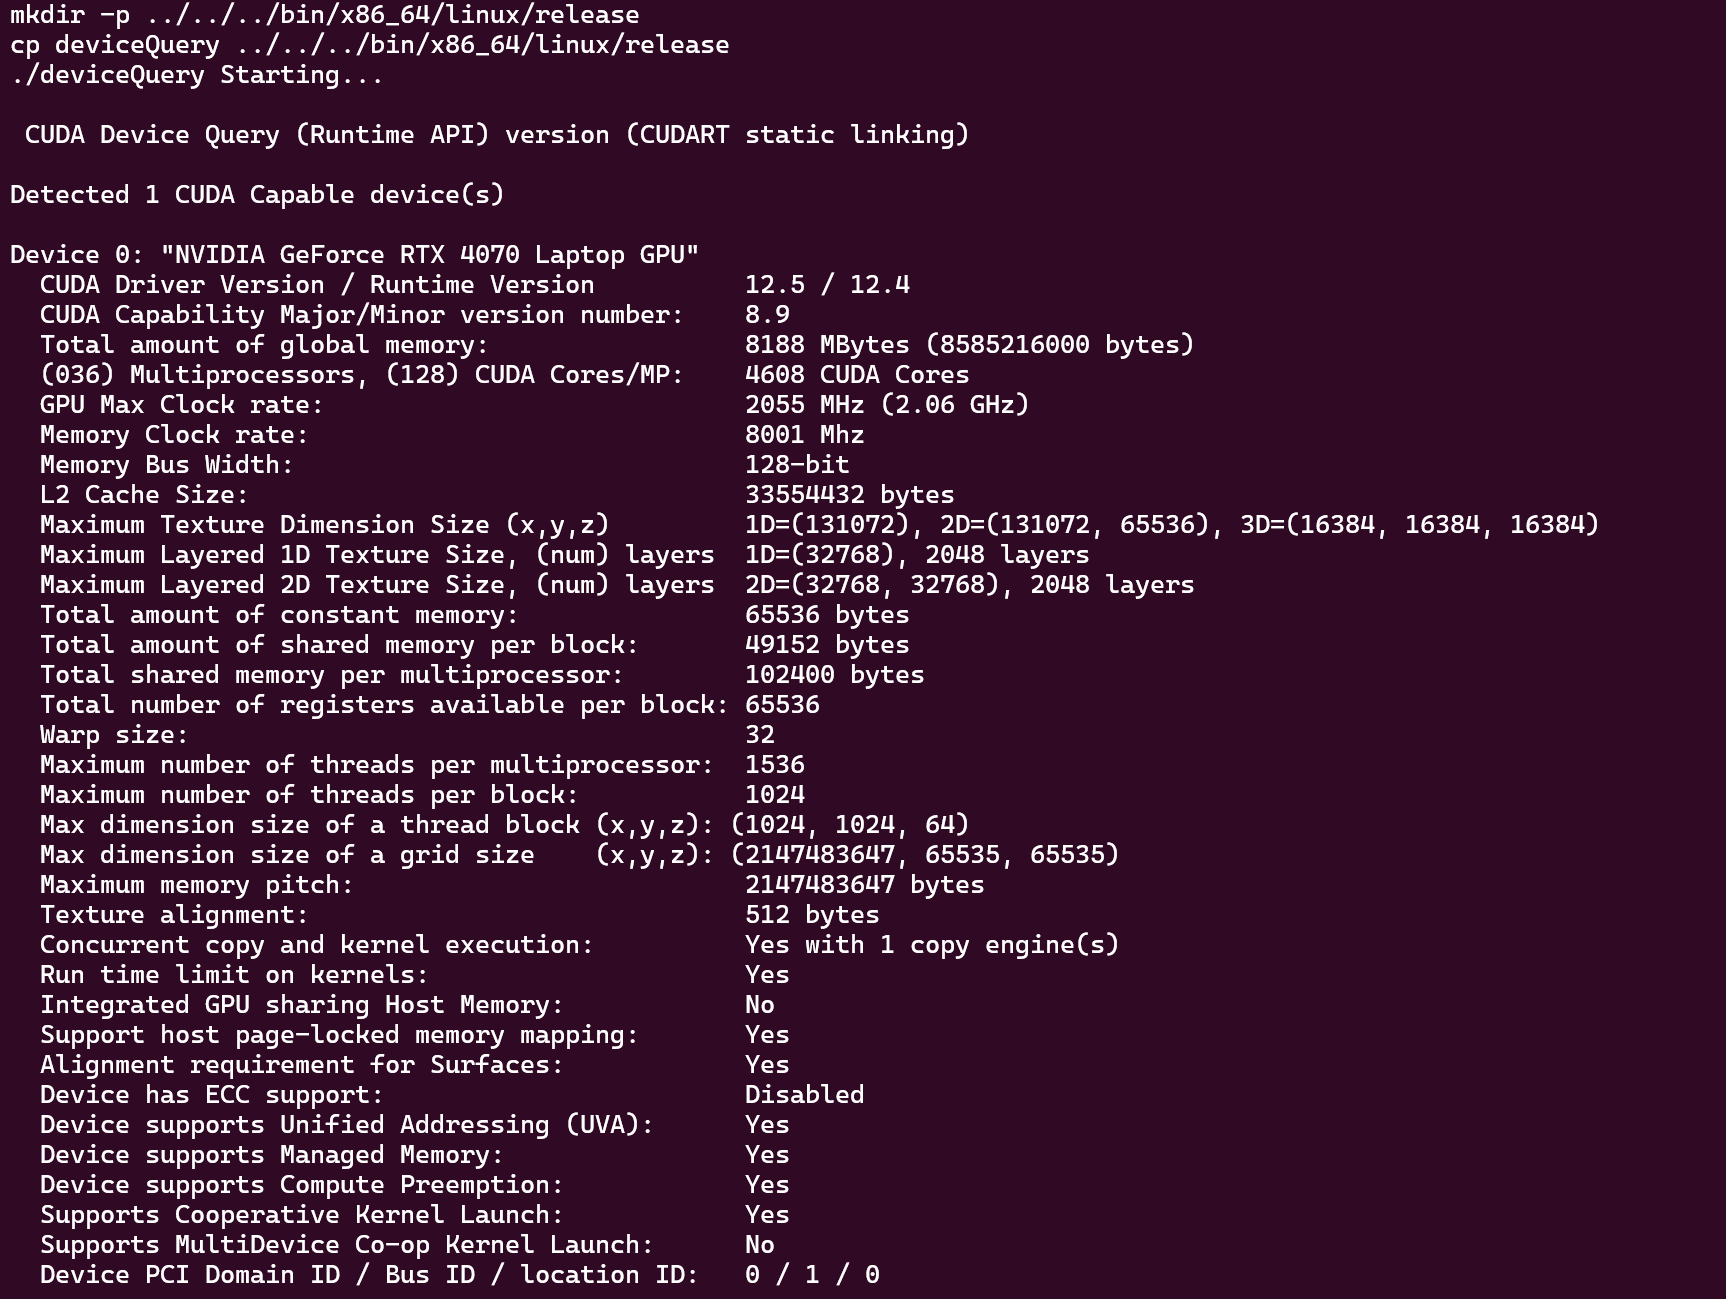 mkdir -p ../../../bin/x86_64/linux/release
cp deviceQuery ../../../bin/x86_64/linux/release
./deviceQuery Starting...
CUDA Device Query (Runtime API) version (CUDART static linking)
Detected 1 CUDA Capable device(s)
Device 0: "NVIDIA GeForce RTX 4070 Laptop GPU"
CUDA Driver Version / Runtime Version 12.5 / 12.4
CUDA Capability Major/Minor version number: 8.9
Total amount of global memory: 8188 MBytes (8585216000 bytes)
(036) Multiprocessors, (128) CUDA Cores/MP: 4608 CUDA Cores
GPU Max Clock rate: 2055 MHz (2.06 GHz)
Memory Clock rate: 8001 Mhz
Memory Bus Width: 128-bit
L2 Cache Size: 33554432 bytes
Maximum Texture Dimension Size (x,y,z) 1D=(131072), 2D=(131072, 65536), 3D=(16384, 16384, 16384)
Maximum Layered 1D Texture Size, (num) layers 1D=(32768), 2048 layers
Maximum Layered 2D Texture Size, (num) layers 2D=(32768, 32768), 2048 layers
Total amount of constant memory: 65536 bytes
Total amount of shared memory per block: 49152 bytes
Total shared memory per multiprocessor: 102400 bytes
Total number of registers available per block: 65536
Warp size: 32
Maximum number of threads per multiprocessor: 1536
Maximum number of threads per block: 1024
Max dimension size of a thread block (x,y,z): (1024, 1024, 64)
Max dimension size of a grid size (x,y,z): (2147483647, 65535, 65535)
Maximum memory pitch: 2147483647 bytes
Texture alignment: 512 bytes
Concurrent copy and kernel execution: Yes with 1 copy engine(s)
Run time limit on kernels: Yes
Integrated GPU sharing Host Memory: No
Support host page-locked memory mapping: Yes
Alignment requirement for Surfaces: Yes
Device has ECC support: Disabled
Device supports Unified Addressing (UVA): Yes
Device supports Managed Memory: Yes
Device supports Compute Preemption: Yes
Supports Cooperative Kernel Launch: Yes
Supports MultiDevice Co-op Kernel Launch: No
Device PCI Domain ID / Bus ID / location ID: 0 / 1 / 0